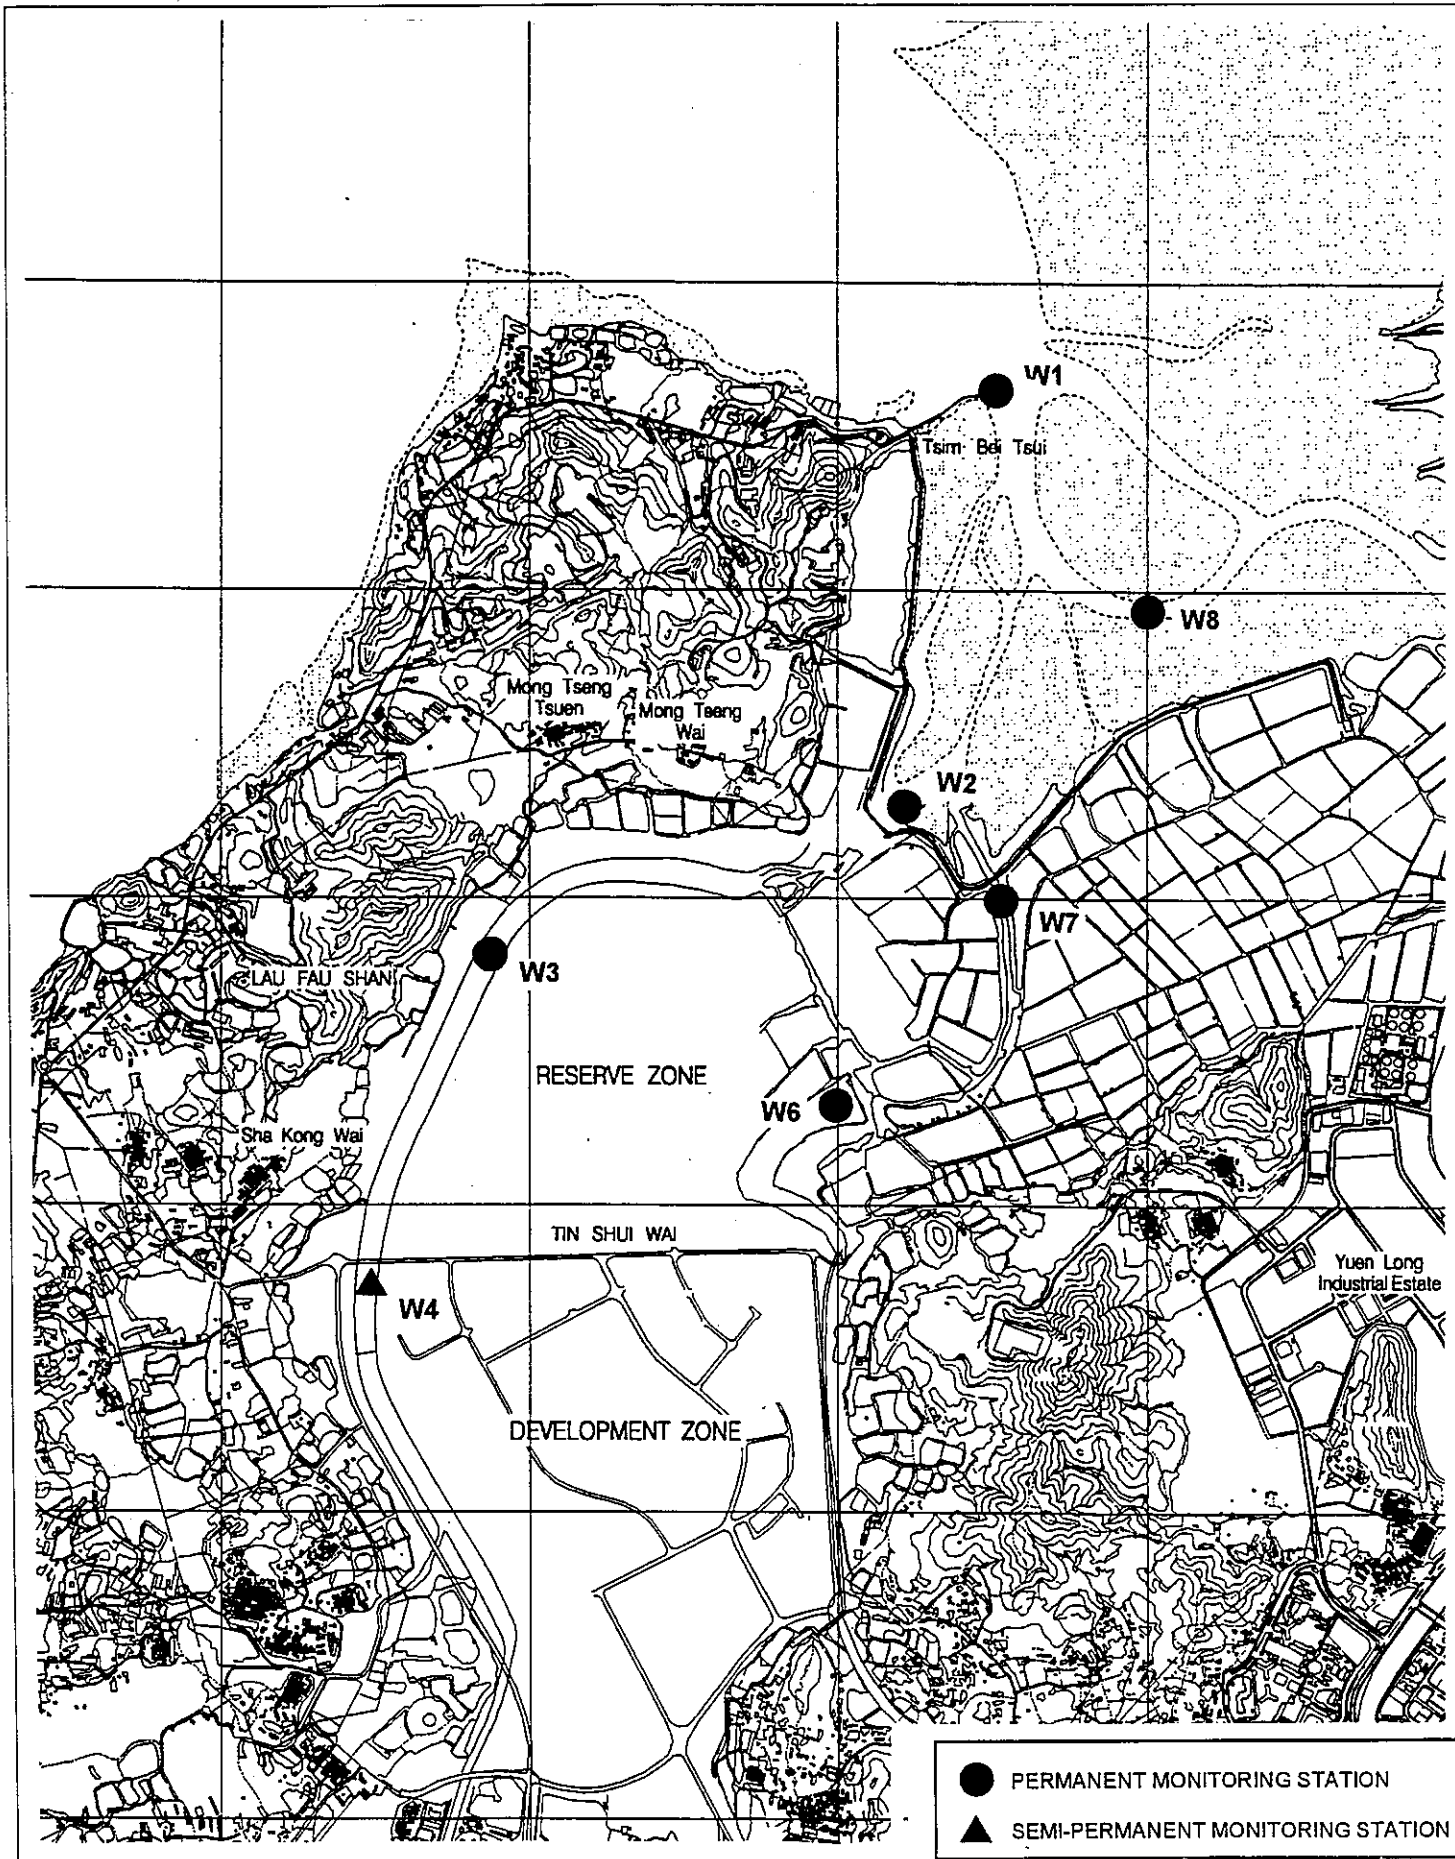 W1
Tsim Bei Tsui
W8
Mong Tseng
Tsuen
Mong Tseng
Wai
W2
W7
W3
LAU FAU SHAN
RESERVE ZONE
W6
Sha Kong Wai
TIN SHUI WAI
Yuen Long
Industrial Estate
W4
DEVELOPMENT ZONE
PERMANENT MONITORING STATION
SEMI-PERMANENT MONITORING STATION